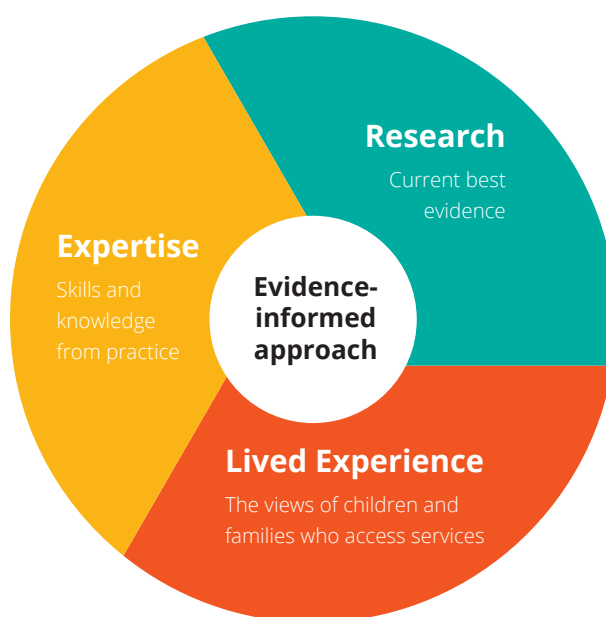 Research
Current best
evidence
Expertise
Skills and
knowledge
from practice
Evidence-
informed
approach
Lived Experience
The views of children and
families who access services